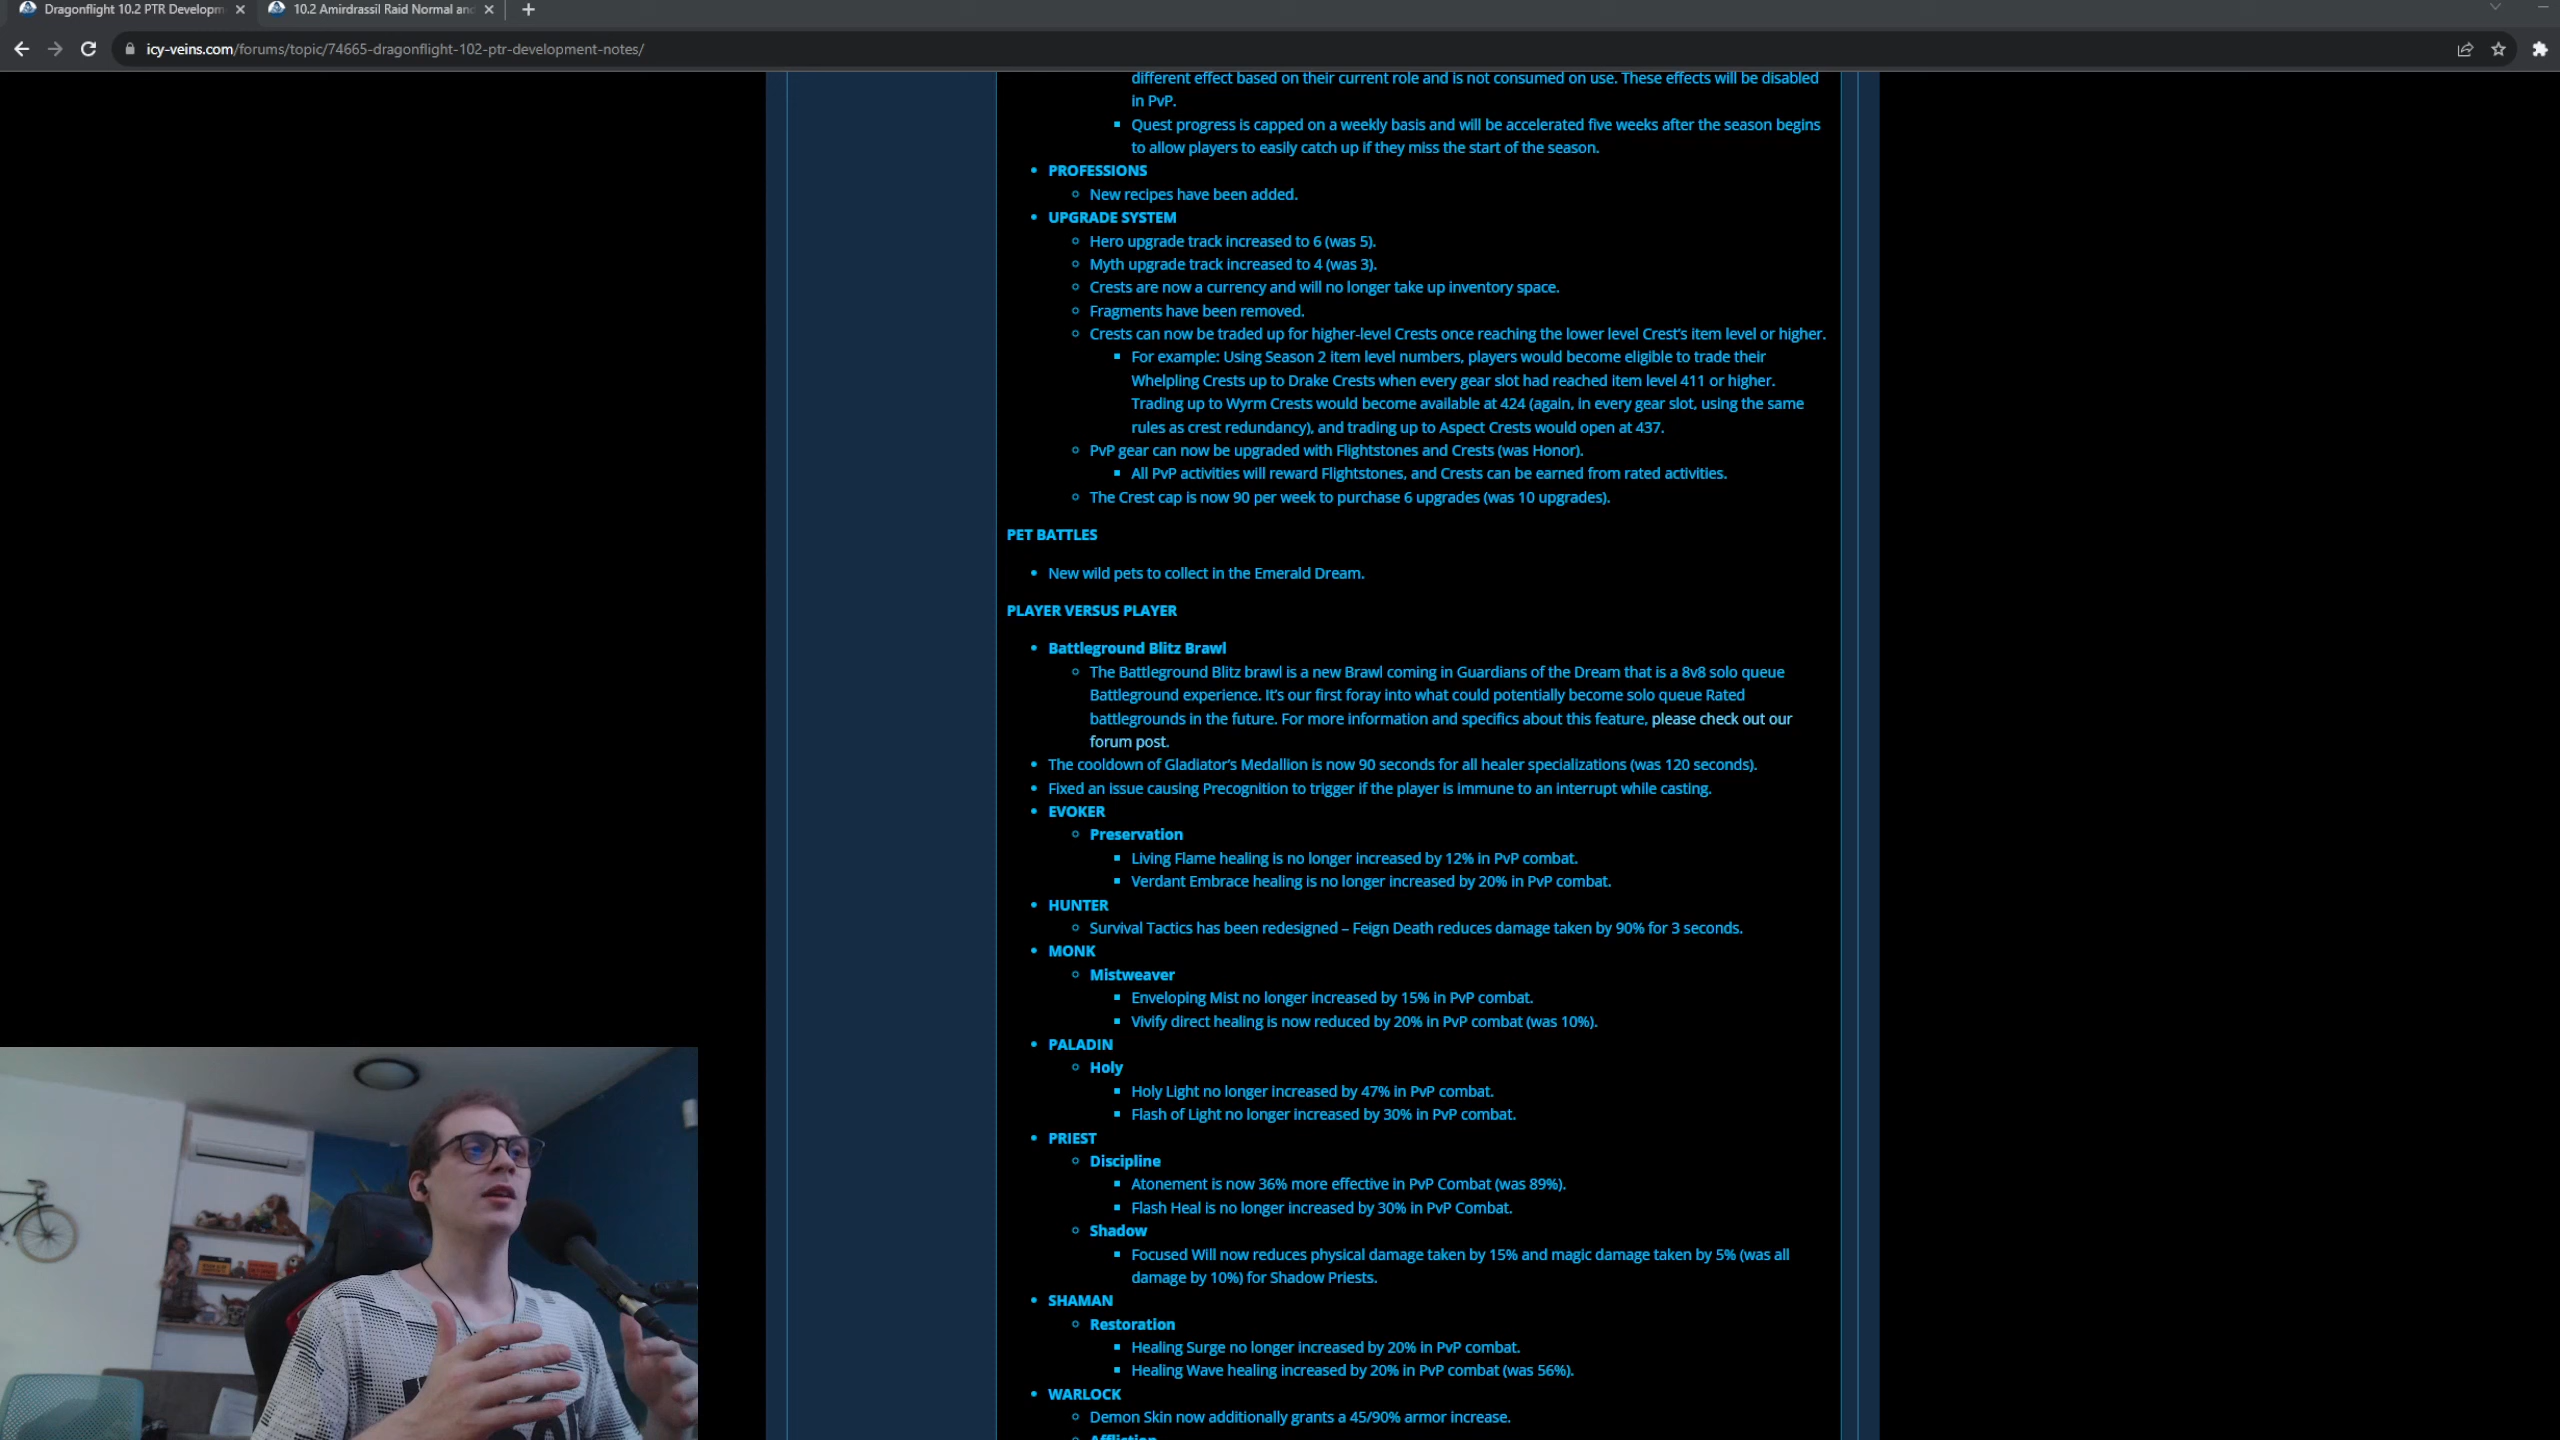 Dragonflight 10.2 PTR Developm
10.2 Amirdrassil Raid Normal an
icy-veins.com/forums/topic/74665-dragonflight-102-ptr-development-notes/
different effect based on their current role and is not consumed on use. These effects will be disabled
in PvP.
Quest progress is capped on a weekly basis and will be accelerated five weeks after the season begins
to allow players to easily catch up if they miss the start of the season.
PROFESSIONS
New recipes have been added.
UPGRADE SYSTEM
Hero upgrade track increased to 6 (was 5).
Myth upgrade track increased to 4 (was 3).
Crests are now a currency and will no longer take up inventory space.
Fragments have been removed.
Crests can now be traded up for higher-level Crests once reaching the lower level Crest's item level or higher.
For example: Using Season 2 item level numbers, players would become eligible to trade their
Whelpling Crests up to Drake Crests when every gear slot had reached item level 411 or higher.
Trading up to Wyrm Crests would become available at 424 (again, in every gear slot, using the same
rules as crest redundancy), and trading up to Aspect Crests would open at 437.
PvP gear can now be upgraded with Flightstones and Crests (was Honor).
All PvP activities will reward Flightstones, and Crests can be earned from rated activities.
The Crest cap is now 90 per week to purchase 6 upgrades (was 10 upgrades).
PET BATTLES
New wild pets to collect in the Emerald Dream.
PLAYER VERSUS PLAYER
Battleground Blitz Brawl
The Battleground Blitz brawl is a new Brawl coming in Guardians of the Dream that is a 8v8 solo queue
Battleground experience. It's our first foray into what could potentially become solo queue Rated
battlegrounds in the future. For more information and specifics about this feature, please check out our
forum post.
The cooldown of Gladiator's Medallion is now 90 seconds for all healer specializations (was 120 seconds).
Fixed an issue causing Precognition to trigger if the player is immune to an interrupt while casting.
EVOKER
Preservation
Living Flame healing is no longer increased by 12% in PvP combat.
Verdant Embrace healing is no longer increased by 20% in PvP combat.
HUNTER
Survival Tactics has been redesigned – Feign Death reduces damage taken by 90% for 3 seconds.
MONK
Mistweaver
Enveloping Mist no longer increased by 15% in PvP combat.
Vivify direct healing is now reduced by 20% in PvP combat (was 10%).
PALADIN
Holy
Holy Light no longer increased by 47% in PvP combat.
Flash of Light no longer increased by 30% in PvP combat.
PRIEST
Discipline
Atonement is now 36% more effective in PvP Combat (was 89%).
Flash Heal is no longer increased by 30% in PvP Combat.
Shadow
Focused Will now reduces physical damage taken by 15% and magic damage taken by 5% (was all
damage by 10%) for Shadow Priests.
SHAMAN
Restoration
Healing Surge no longer increased by 20% in PvP combat.
Healing Wave healing increased by 20% in PvP combat (was 56%).
WARLOCK
Demon Skin now additionally grants a 45/90% armor increase.
Affliction